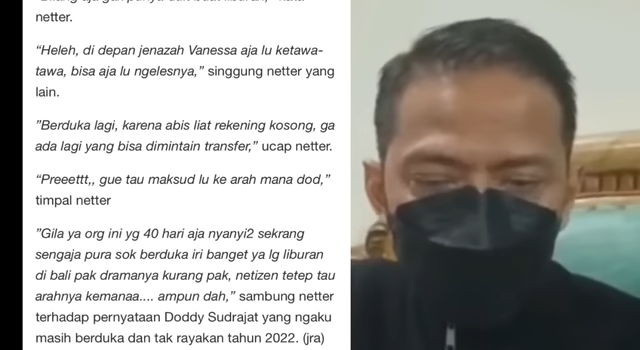 netter.
“Heleh, di depan jenazah Vanessa aja lu ketawa-
tawa, bisa aja lu ngelesnya,” singgung netter yang
lain.
”Berduka lagi, karena abis liat rekening kosong, ga
ada lagi yang bisa dimintain transfer,” ucap netter.
“Preeettt,, gue tau maksud lu ke arah mana dod,”
timpal netter
”Gila ya org ini yg 40 hari aja nyanyi2 sekrang
sengaja pura sok berduka iri banget ya lg liburan
di bali pak dramanya kurang pak, netizen tetep tau
arahnya kemanaa.... ampun dah,” sambung netter
terhadap pernyataan Doddy Sudrajat yang ngaku
masih berduka dan tak rayakan tahun 2022. (jra)